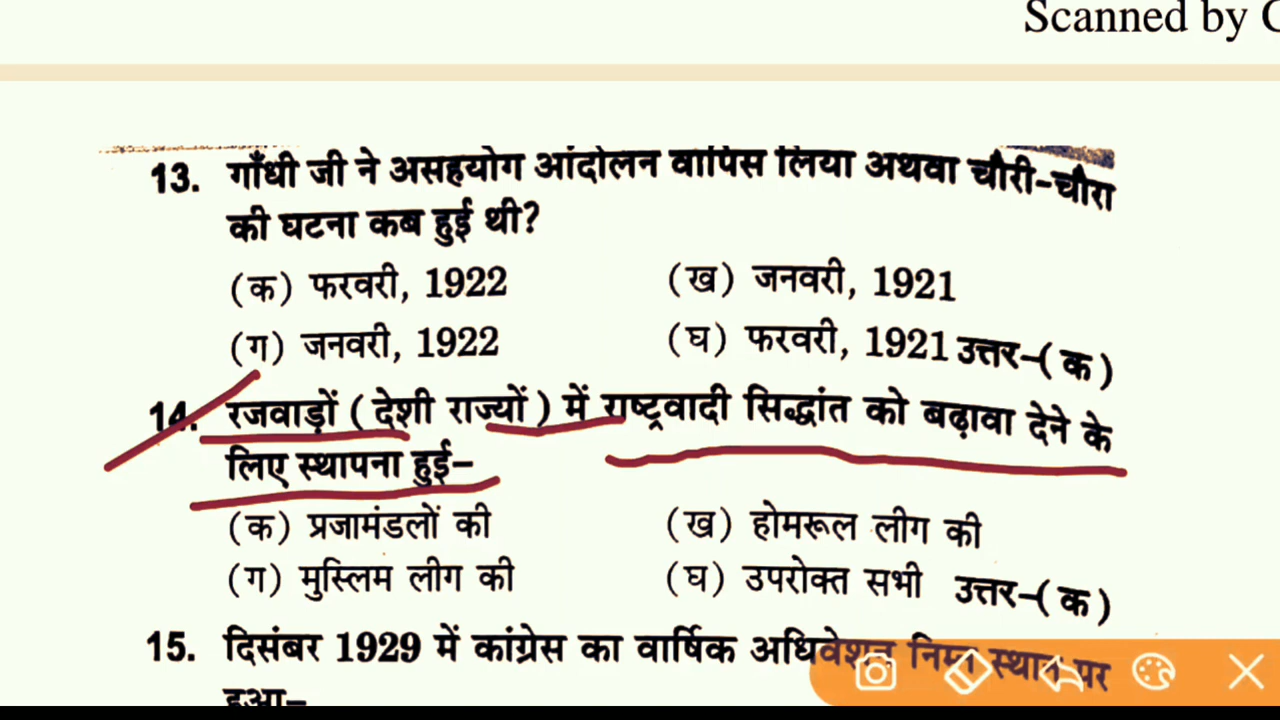 Scanned by C
13. गाँधी जी ने असहयोग आंदोलन वापिस लिया अथवा चौरी-चौरा
की घटना कब हुई थी?
(क) फरवरी, 1922 (ख) जनवरी, 1921
(ग) जनवरी, 1922 (घ) फरवरी, 1921 उत्तर-(क)
14. रजवाड़ों (देशी राज्यों) में राष्ट्रवादी सिद्धांत को बढ़ावा देने के
लिए स्थापना हुई-
(क) प्रजामंडलों की (ख) होमरूल लीग की
(ग) मुस्लिम लीग की (घ) उपरोक्त सभी उत्तर-(क)
15. दिसंबर 1929 में कांग्रेस का वार्षिक अधिवेशन निम्न स्थान पर
हुआ-